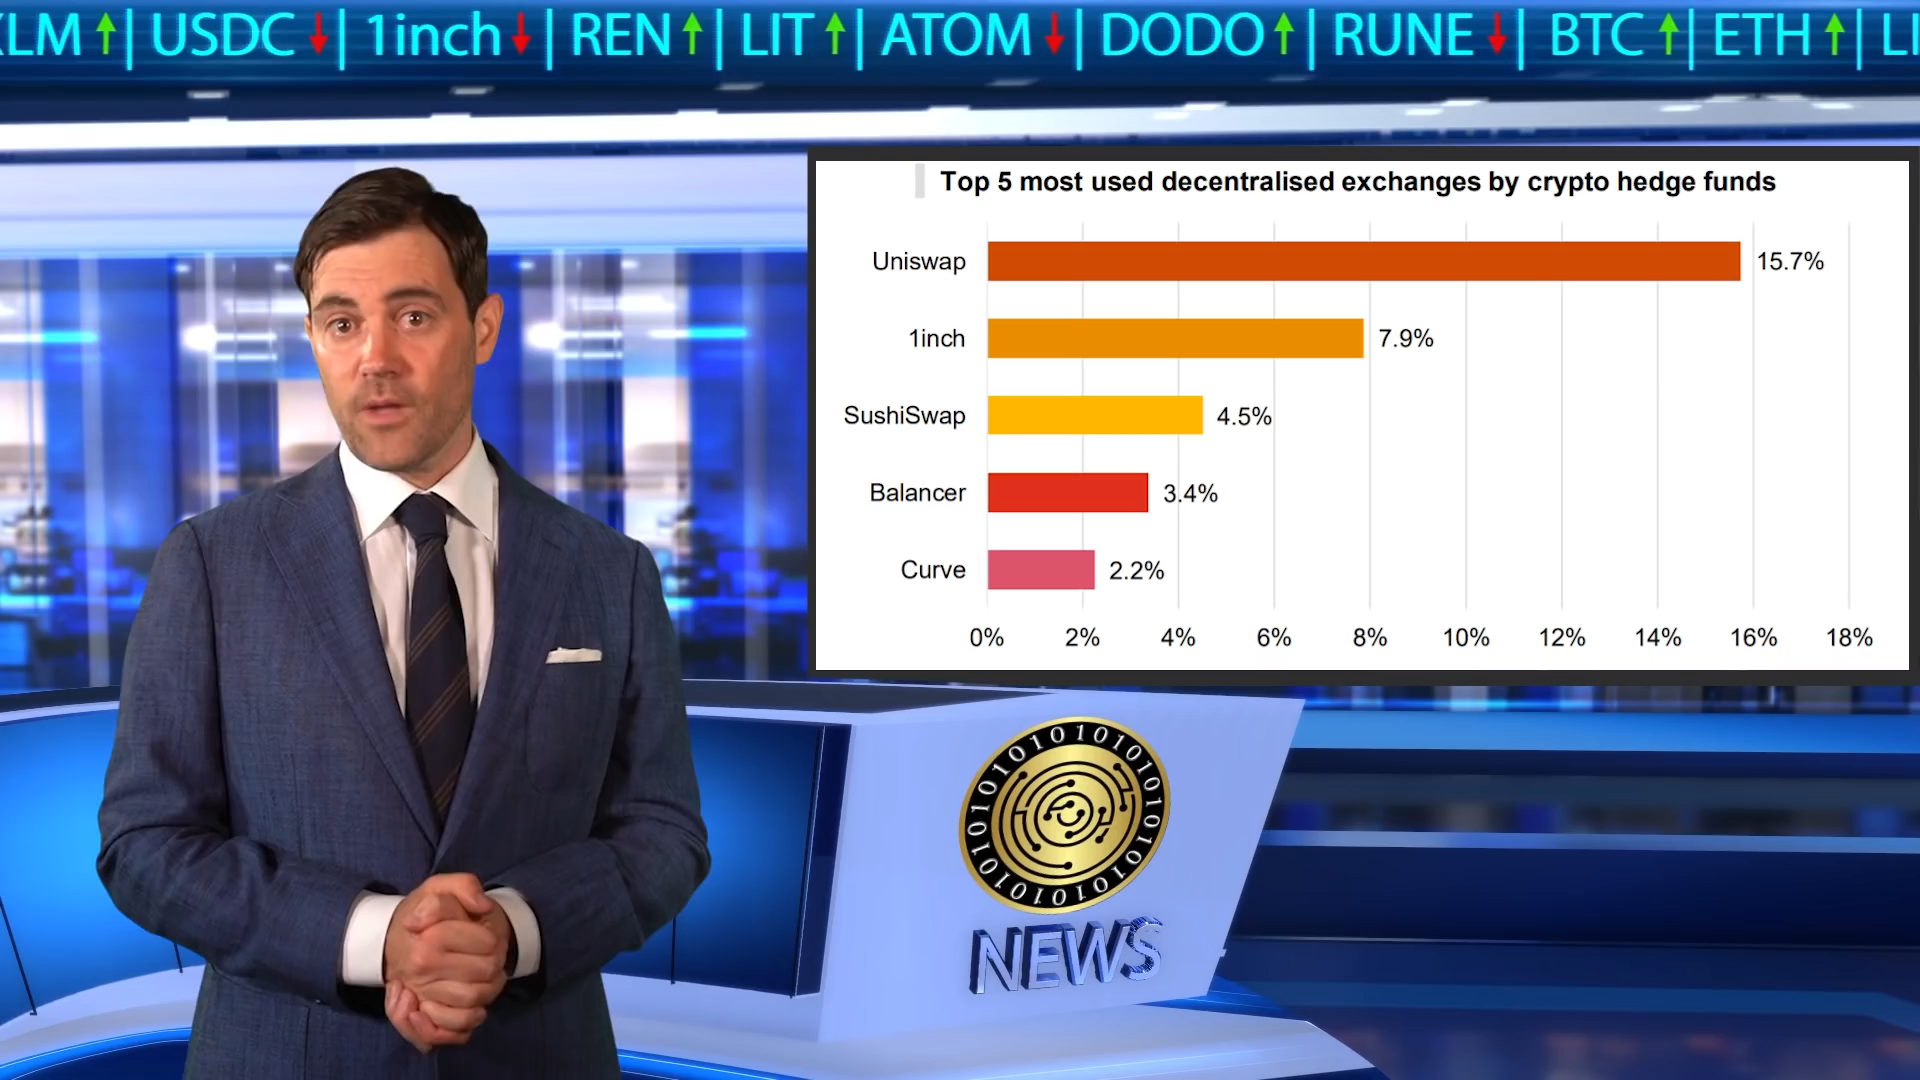 LM ↑ | USDC ↓ | 1inch ↓ | REN ↑ | LIT ↑ | ATOM ↓ | DODO ↑ | RUNE ↓ | BTC ↑ | ETH ↑ | LI
Top 5 most used decentralised exchanges by crypto hedge funds
Uniswap 15.7%
1inch 7.9%
SushiSwap 4.5%
Balancer 3.4%
Curve 2.2%
0% 2% 4% 6% 8% 10% 12% 14% 16% 18%
NEWS